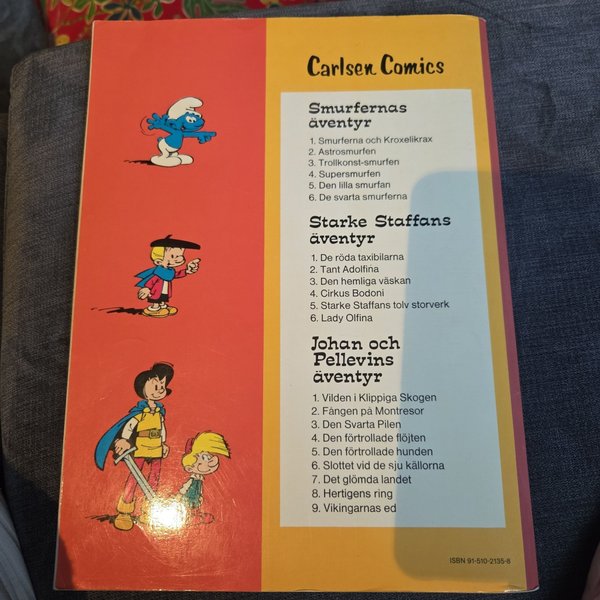 Carlsen Comics
Smurfernas
äventyr
1. Smurferna och Kroxelikrax
2. Astrosmurfen
3. Trollkonst-smurfen
4. Supersmurfen
5. Den lilla smurfan
6. De svarta smurferna
Starke Staffans
äventyr
1. De röda taxibilarna
2. Tant Adolfina
3. Den hemliga väskan
4. Cirkus Bodoni
5. Starke Staffans tolv storverk
6. Lady Olfina
Johan och
Pellevins
äventyr
1. Vilden i Klippiga Skogen
2. Fången på Montresor
3. Den Svarta Pilen
4. Den förtrollade flöjten
5. Den förtrollade hunden
6. Slottet vid de sju källorna
7. Det glömda landet
8. Hertigens ring
9. Vikingarnas ed
ISBN 91-510-2135-8